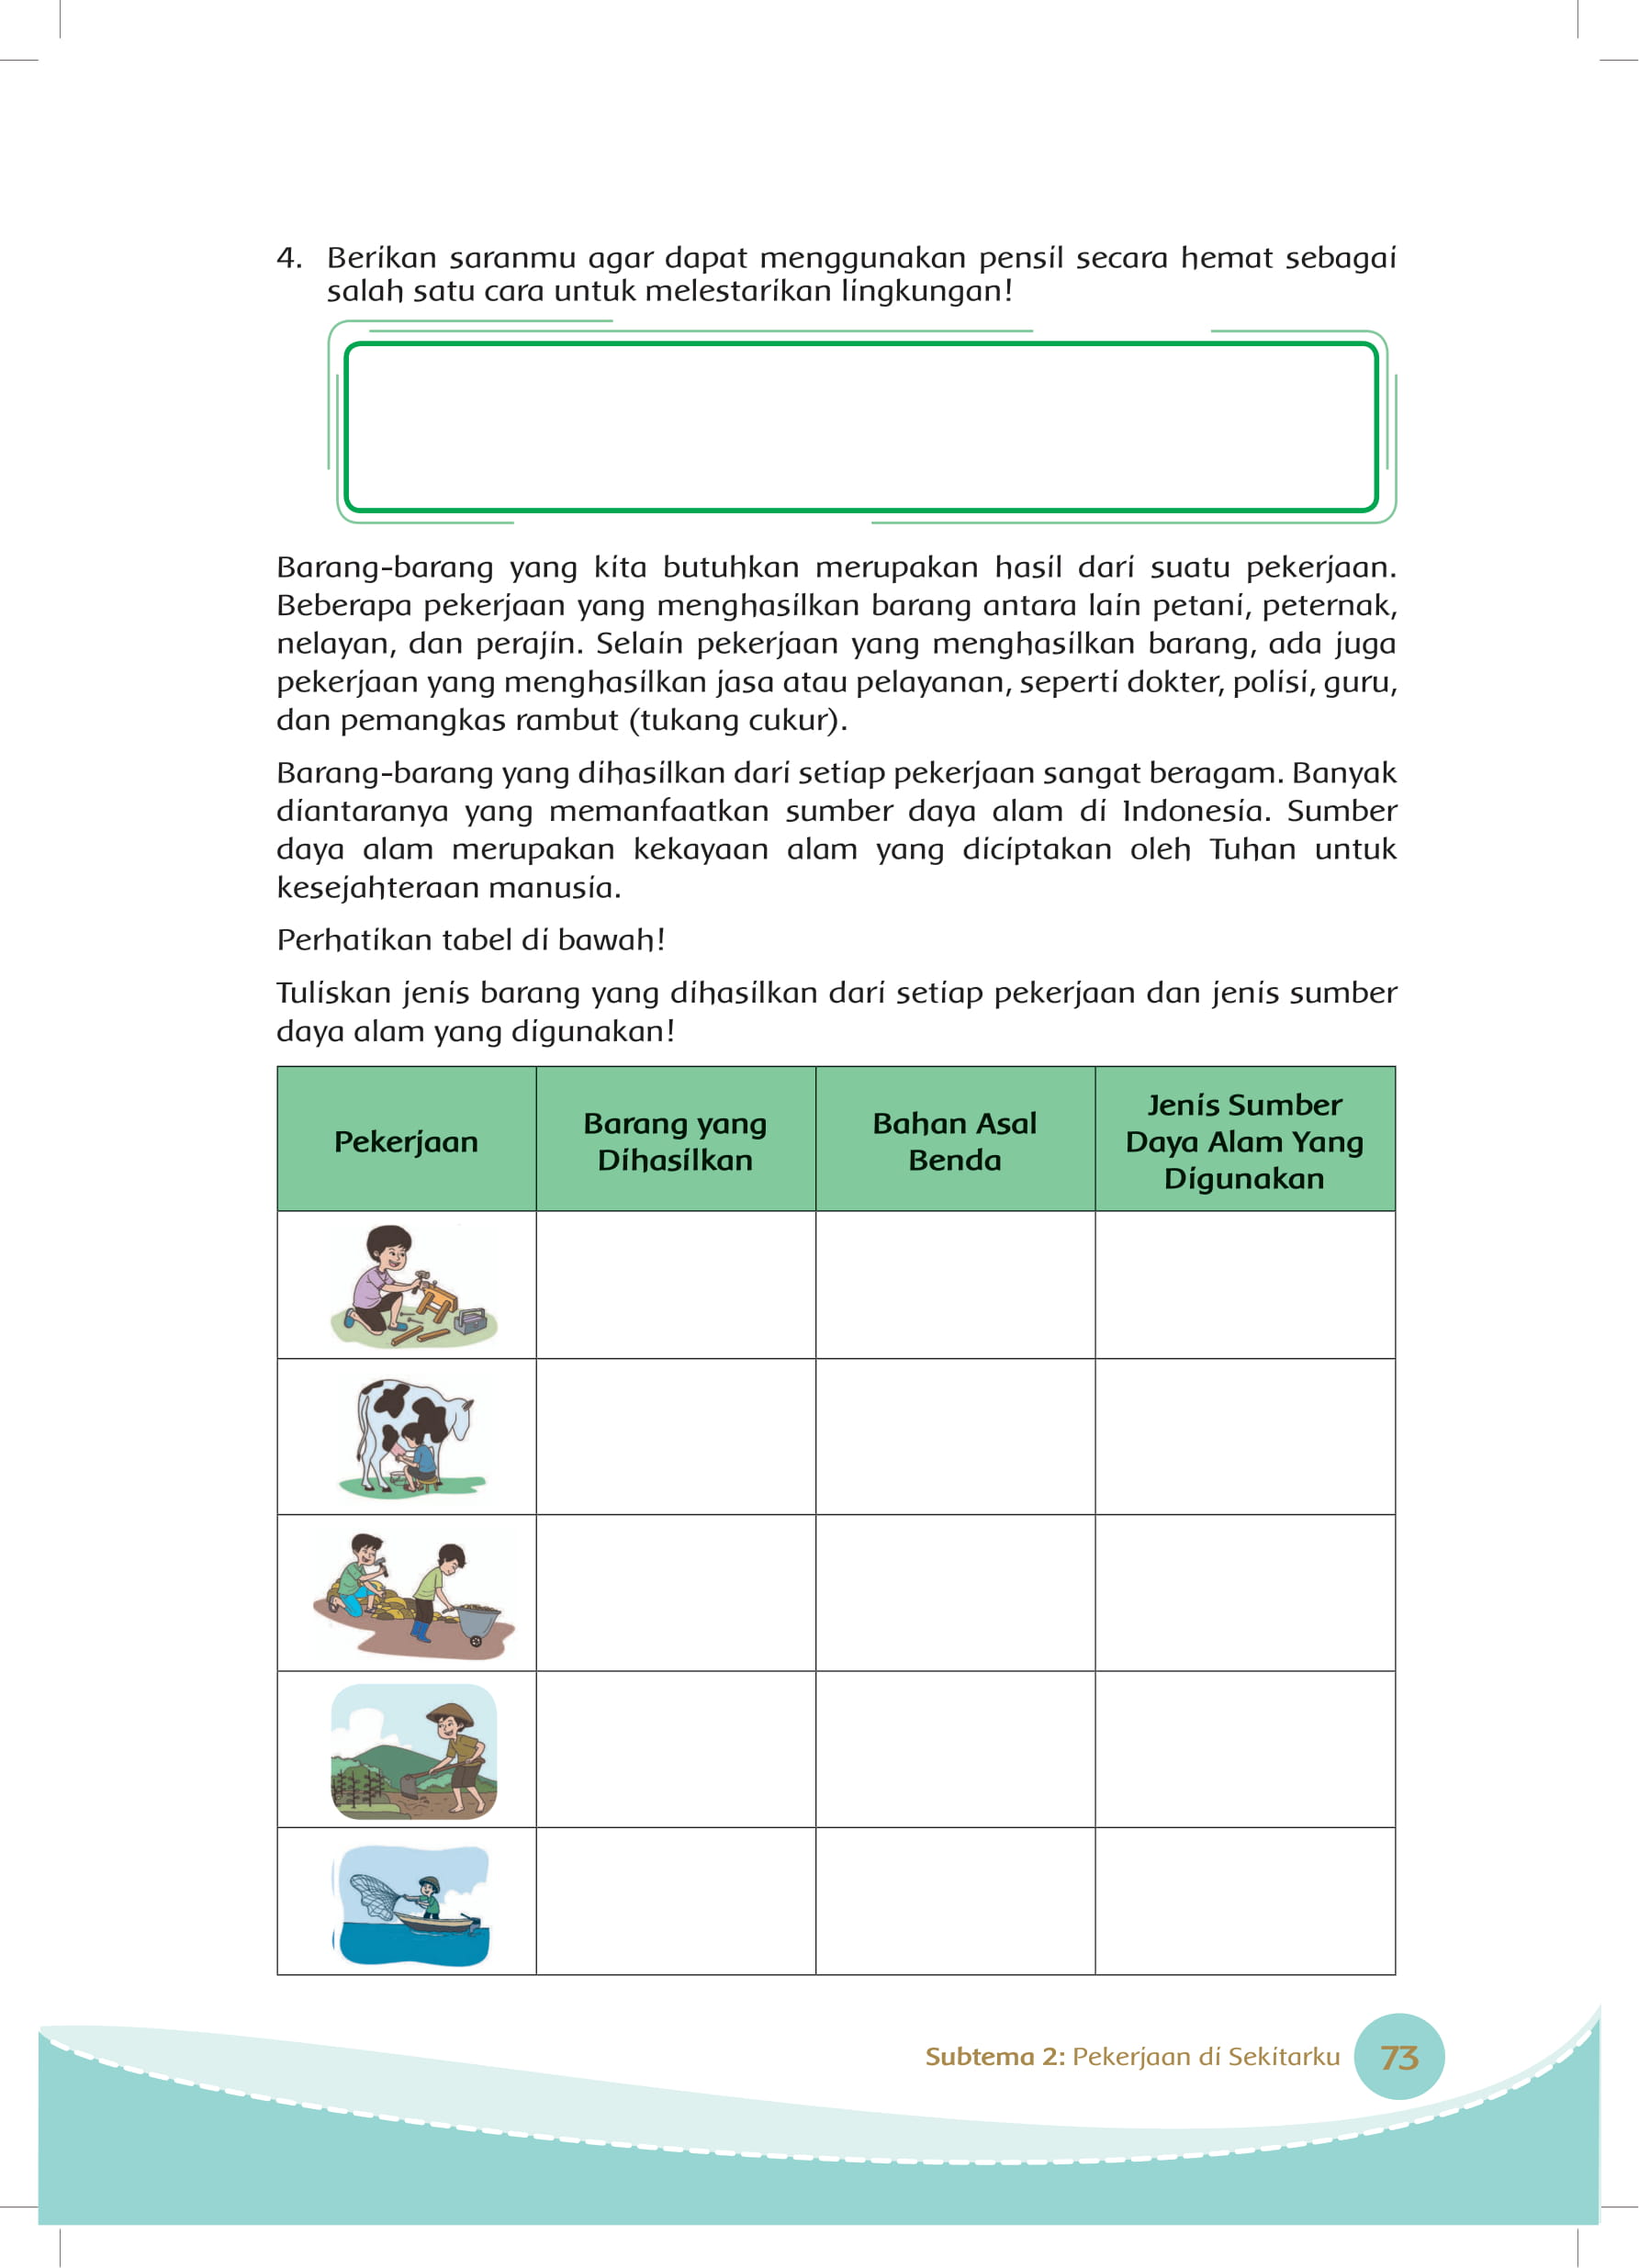 4. Berikan saranmu agar dapat menggunakan pensil secara hemat sebagai
salah satu cara untuk melestarikan lingkungan!
Barang-barang yang kita butuhkan merupakan hasil dari suatu pekerjaan.
Beberapa pekerjaan yang menghasilkan barang antara lain petani, peternak,
nelayan, dan perajin. Selain pekerjaan yang menghasilkan barang, ada juga
pekerjaan yang menghasilkan jasa atau pelayanan, seperti dokter, polisi, guru,
dan pemangkas rambut (tukang cukur).
Barang-barang yang dihasilkan dari setiap pekerjaan sangat beragam. Banyak
diantaranya yang memanfaatkan sumber daya alam di Indonesia. Sumber
daya alam merupakan kekayaan alam yang diciptakan oleh Tuhan untuk
kesejahteraan manusia.
Perhatikan tabel di bawah!
Tuliskan jenis barang yang dihasilkan dari setiap pekerjaan dan jenis sumber
daya alam yang digunakan!
Pekerjaan
Barang yang
Dihasilkan
Bahan Asal
Benda
Jenis Sumber
Daya Alam Yang
Digunakan
Subtema 2: Pekerjaan di Sekitarku 73